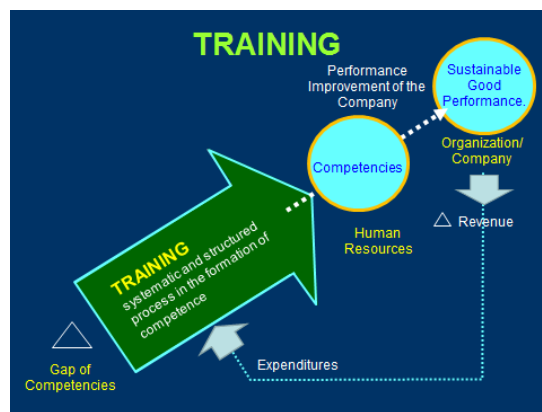 TRAINING
Performance
Improvement of the
Company
Sustainable
Good
Performance.
Organization/
Company
Competencies
Human
Resources
△ Revenue
TRAINING
systematic and structured
process in the formation of
competence
Gap of
Competencies
Expenditures